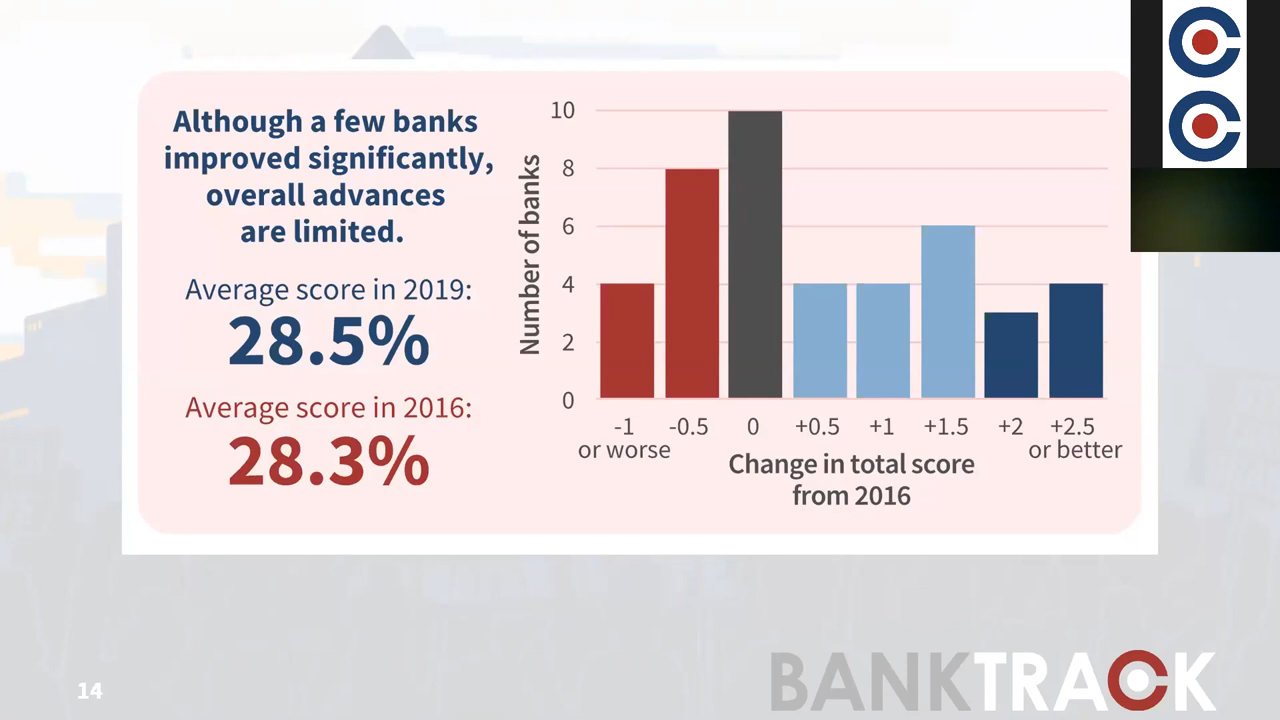 Although a few banks
improved significantly,
overall advances
are limited.
Average score in 2019:
28.5%
Average score in 2016:
28.3%
Number of banks
10
8
6
4
2
0
-1 -0.5 0 +0.5 +1 +1.5 +2 +2.5
or worse or better
Change in total score
from 2016
14
BANKTRACK